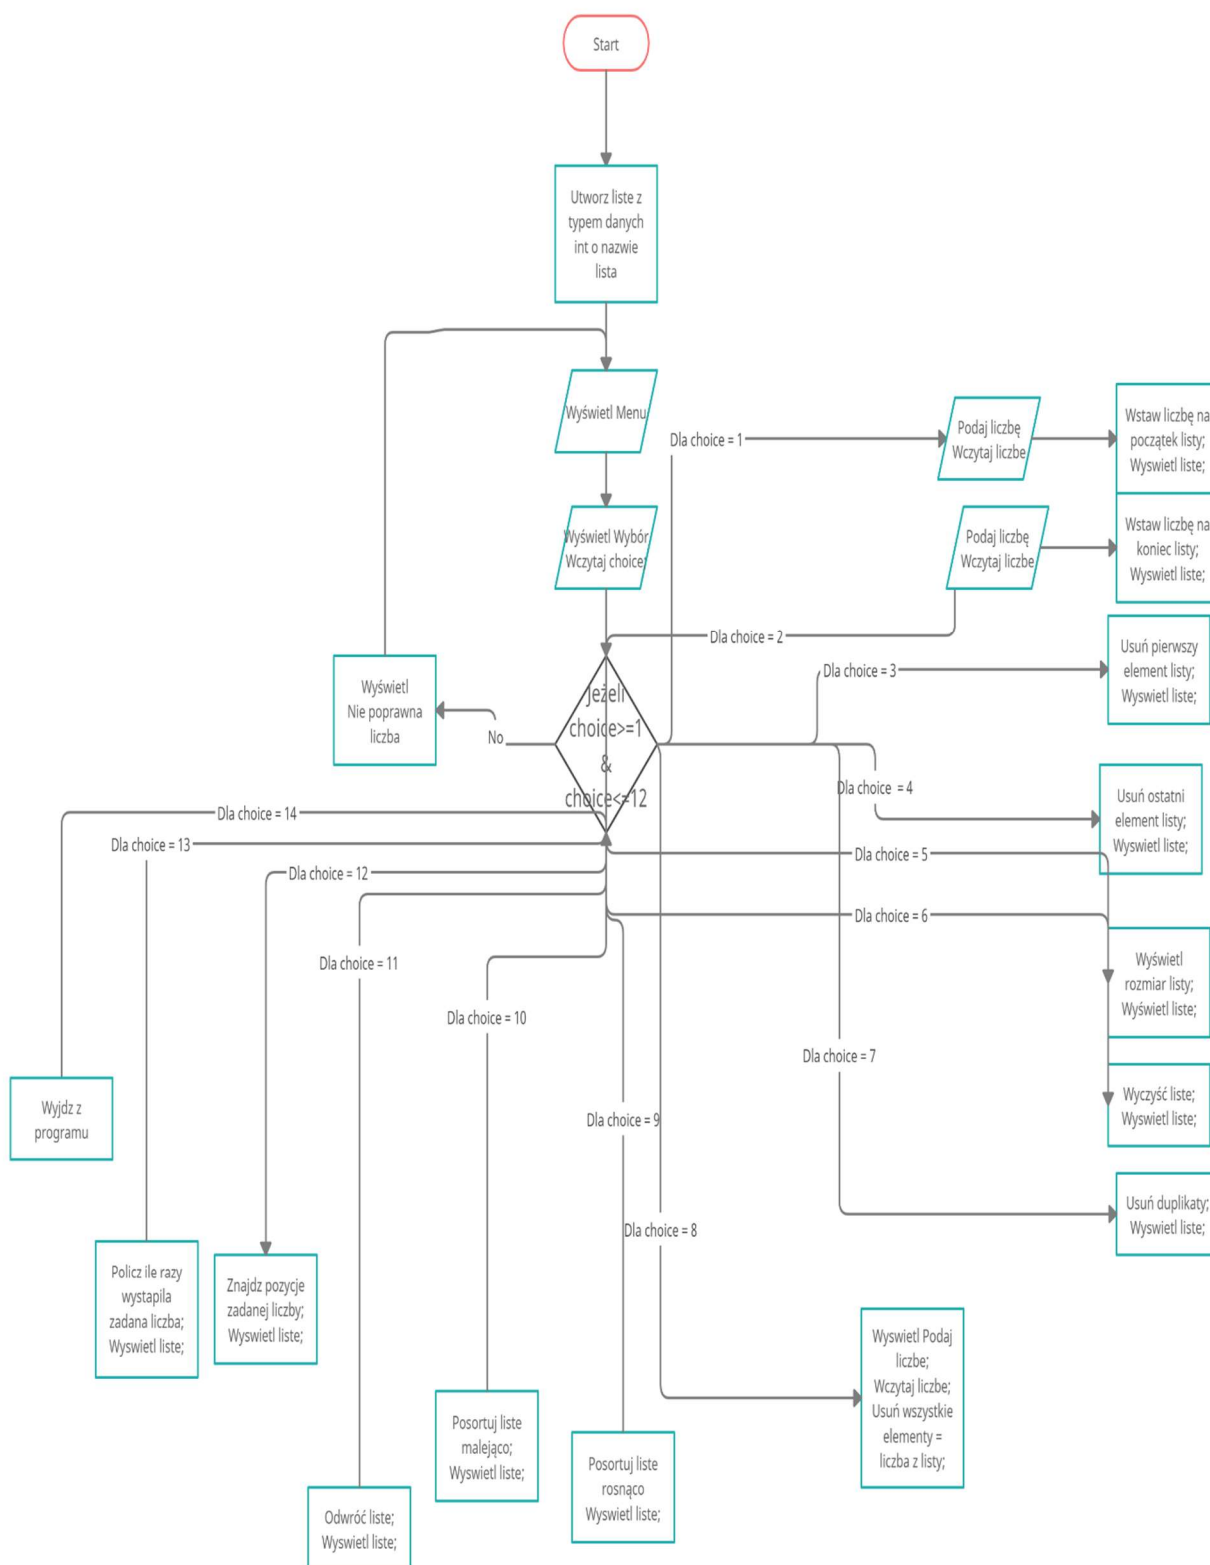 Start
Utworz liste z
typem danych
int o nazwie
lista
Wyświetl Menu
Wyświetl Wybór
Wczytaj choice;
Jeżeli
choice>=1
&
choice<=12
No
Wyświetl
Nie poprawna
liczba
Dla choice = 1
Podaj liczbę
Wczytaj liczbe
Wstaw liczbę na
początek listy;
Wyswietl liste;
Dla choice = 2
Podaj liczbę
Wczytaj liczbe
Wstaw liczbę na
koniec listy;
Wyswietl liste;
Dla choice = 3
Usuń pierwszy
element listy;
Wyswietl liste;
Dla choice = 4
Usuń ostatni
element listy;
Wyswietl liste;
Dla choice = 5
Wyświetl
rozmiar listy;
Wyświetl liste;
Dla choice = 6
Wyczyść liste;
Wyswietl liste;
Dla choice = 7
Usuń duplikaty;
Wyswietl liste;
Dla choice = 8
Wyswietl Podaj
liczbe;
Wczytaj liczbe;
Usuń wszystkie
elementy =
liczba z listy;
Dla choice = 9
Posortuj liste
rosnąco
Wyswietl liste;
Dla choice = 10
Posortuj liste
malejąco;
Wyswietl liste;
Dla choice = 11
Odwróć liste;
Wyswietl liste;
Dla choice = 12
Znajdz pozycje
zadanej liczby;
Wyswietl liste;
Dla choice = 13
Policz ile razy
wystapila
zadana liczba;
Wyswietl liste;
Dla choice = 14
Wyjdz z
programu